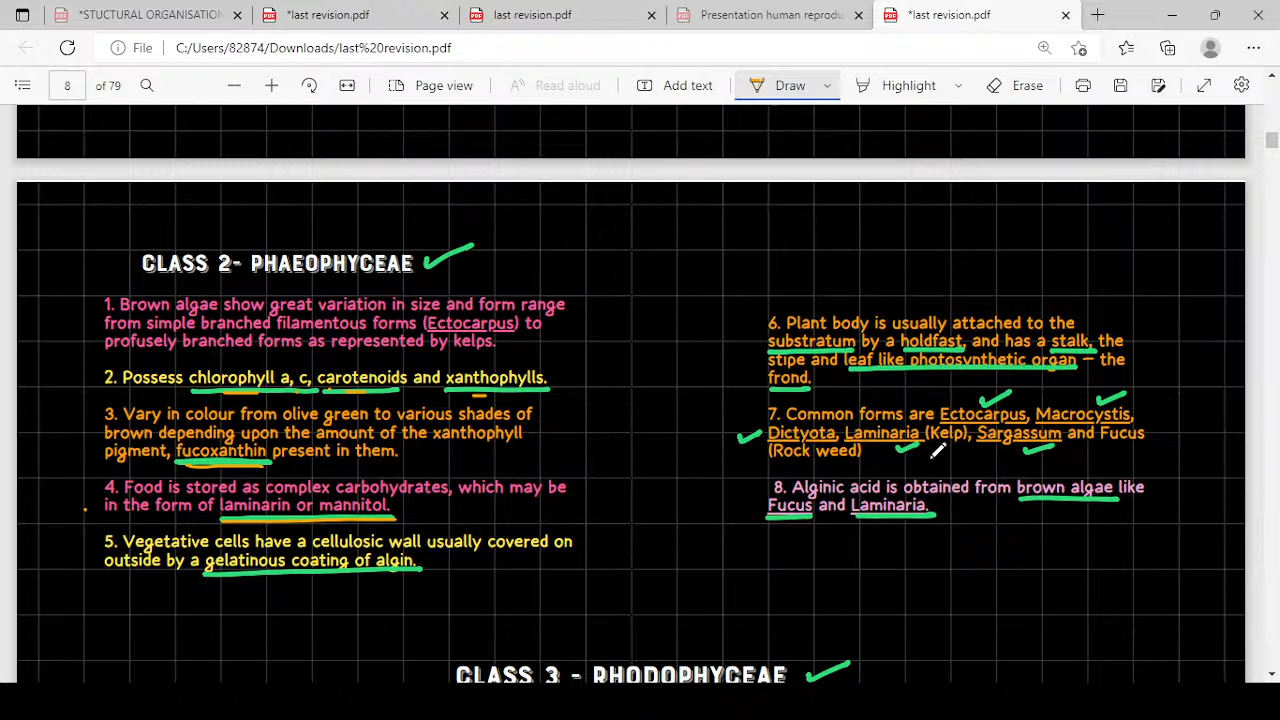 *STUCTURAL ORGANISATION
*last revision.pdf
last revision.pdf
Presentation human reprodu
*last revision.pdf
File
C:/Users/82874/Downloads/last%20revision.pdf
8
of 79
Page view
Read aloud
Add text
Draw
Highlight
Erase
CLASS 2- PHAEOPHYCEAE
1. Brown algae show great variation in size and form range
from simple branched filamentous forms (Ectocarpus) to
profusely branched forms as represented by kelps.
2. Possess chlorophyll a, c, carotenoids and xanthophylls.
3. Vary in colour from olive green to various shades of
brown depending upon the amount of the xanthophyll
pigment, fucoxanthin present in them.
4. Food is stored as complex carbohydrates, which may be
in the form of laminarin or mannitol.
5. Vegetative cells have a cellulosic wall usually covered on
outside by a gelatinous coating of algin.
6. Plant body is usually attached to the
substratum by a holdfast, and has a stalk, the
stipe and leaf like photosynthetic organ – the
frond.
7. Common forms are Ectocarpus, Macrocystis,
Dictyota, Laminaria (Kelp), Sargassum and Fucus
(Rock weed)
8. Alginic acid is obtained from brown algae like
Fucus and Laminaria.
CLASS 3 - RHODOPHYCEAE